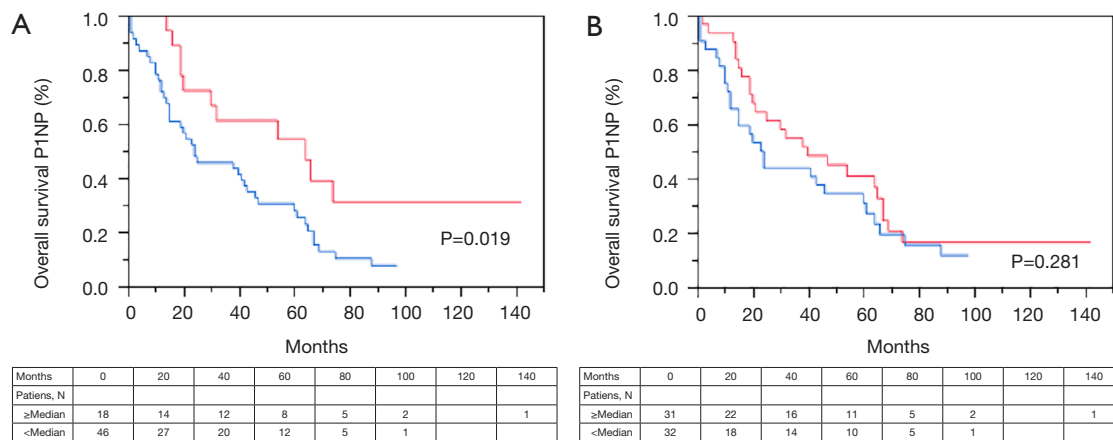 A
Overall survival P1NP (%)
1.0
0.8
0.6
0.4
0.2
0.0
P=0.019
0 20 40 60 80 100 120 140
Months
Months 0 20 40 60 80 100 120 140
Patiens, N
≥Median 18 14 12 8 5 2 1
<Median 46 27 20 12 5 1
B
Overall survival P1NP (%)
1.0
0.8
0.6
0.4
0.2
0.0
P=0.281
0 20 40 60 80 100 120 140
Months
Months 0 20 40 60 80 100 120 140
Patiens, N
≥Median 31 22 16 11 5 2 1
<Median 32 18 14 10 5 1